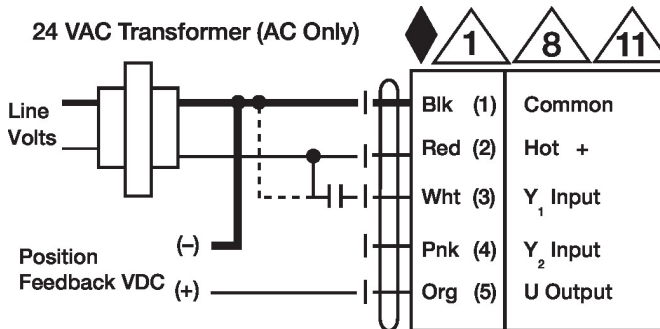 24 VAC Transformer (AC Only)
1 8 11
Line
Volts
Blk (1) Common
Red (2) Hot +
Wht (3) Y1 Input
Pnk (4) Y2 Input
Org (5) U Output
Position
Feedback VDC
(–)
(+)